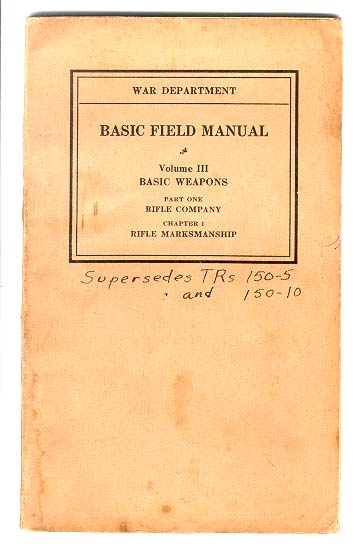 WAR DEPARTMENT
BASIC FIELD MANUAL
Volume III
BASIC WEAPONS
PART ONE
RIFLE COMPANY
CHAPTER 1
RIFLE MARKSMANSHIP
Supersedes TRs 150-5
and 150-10